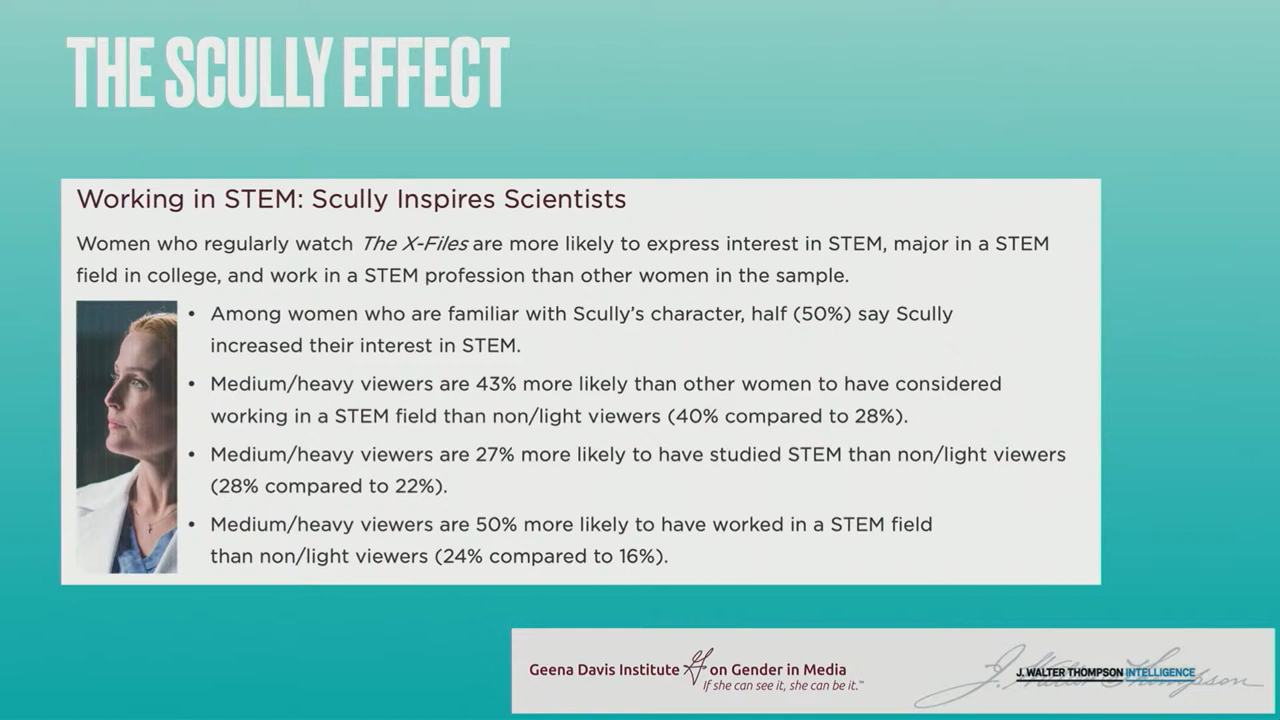 THE SCULLY EFFECT
Working in STEM: Scully Inspires Scientists
Women who regularly watch The X-Files are more likely to express interest in STEM, major in a STEM
field in college, and work in a STEM profession than other women in the sample.
• Among women who are familiar with Scully’s character, half (50%) say Scully
increased their interest in STEM.
• Medium/heavy viewers are 43% more likely than other women to have considered
working in a STEM field than non/light viewers (40% compared to 28%).
• Medium/heavy viewers are 27% more likely to have studied STEM than non/light viewers
(28% compared to 22%).
• Medium/heavy viewers are 50% more likely to have worked in a STEM field
than non/light viewers (24% compared to 16%).
Geena Davis Institute on Gender in Media
If she can see it, she can be it.™
J. Walter Thompson
J. WALTER THOMPSON INTELLIGENCE